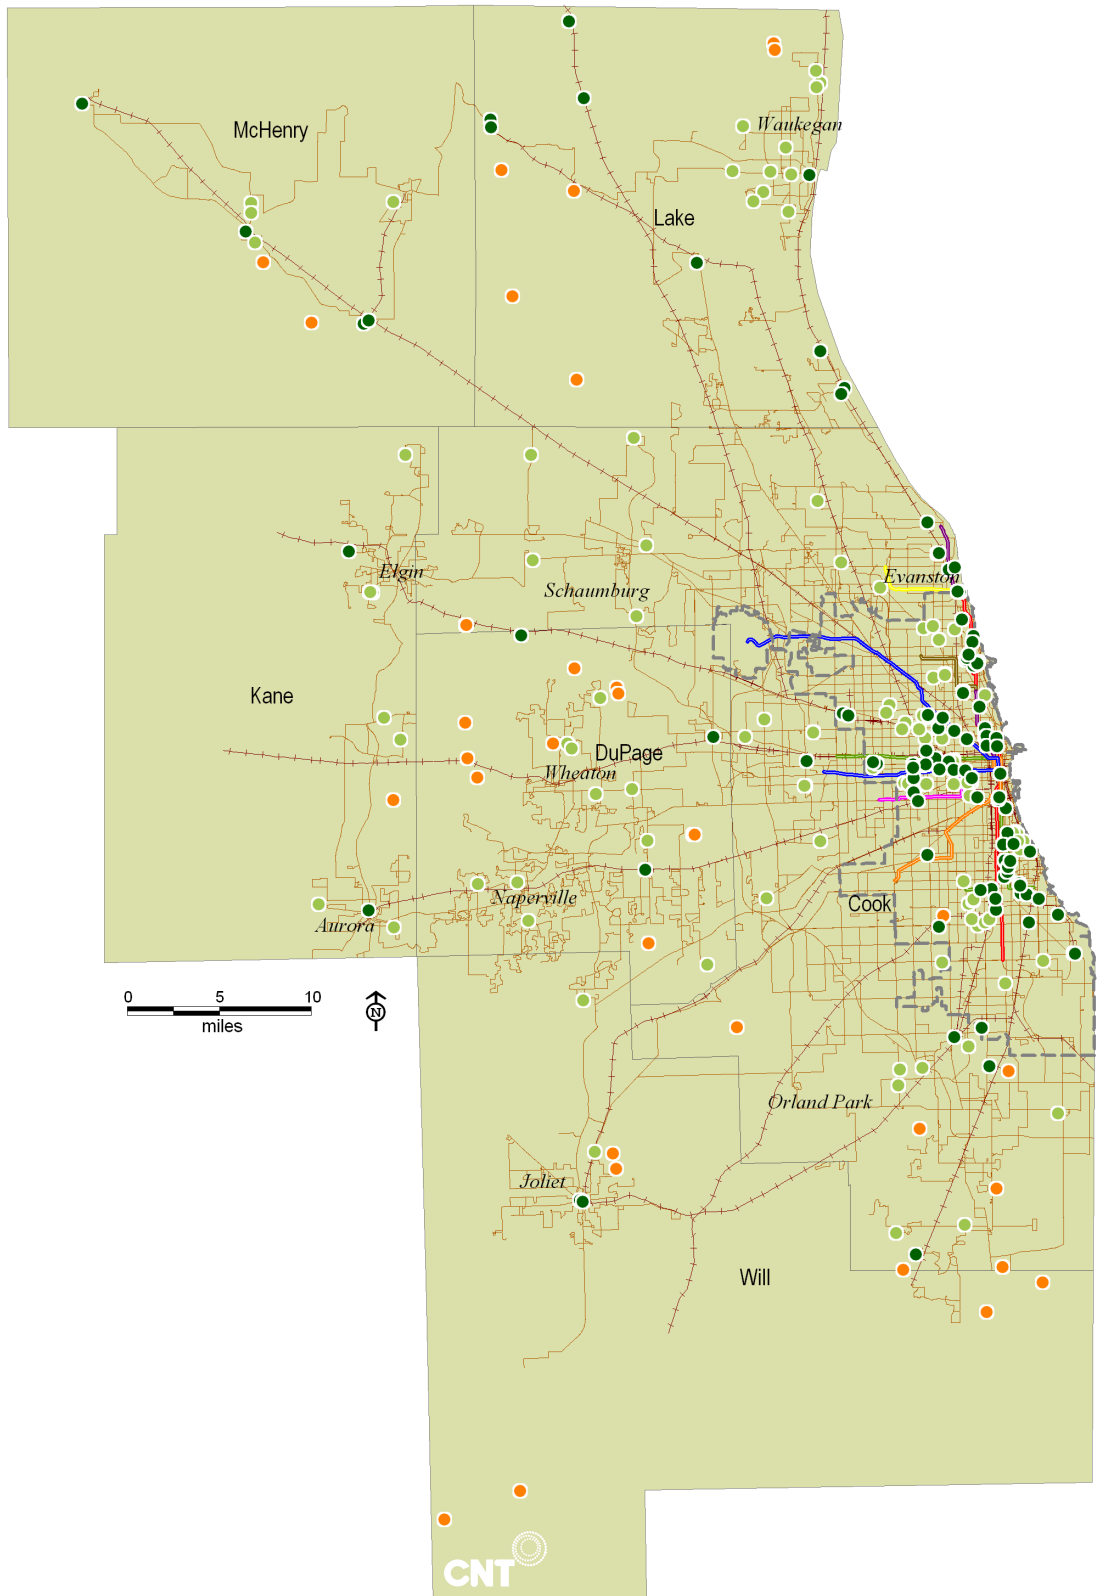 McHenry
Waukegan
Lake
Elgin
Evanston
Schaumburg
Kane
DuPage
Wheaton
Naperville
Cook
Aurora
0 5 10
miles
N
Orland Park
Joliet
Will
CNT